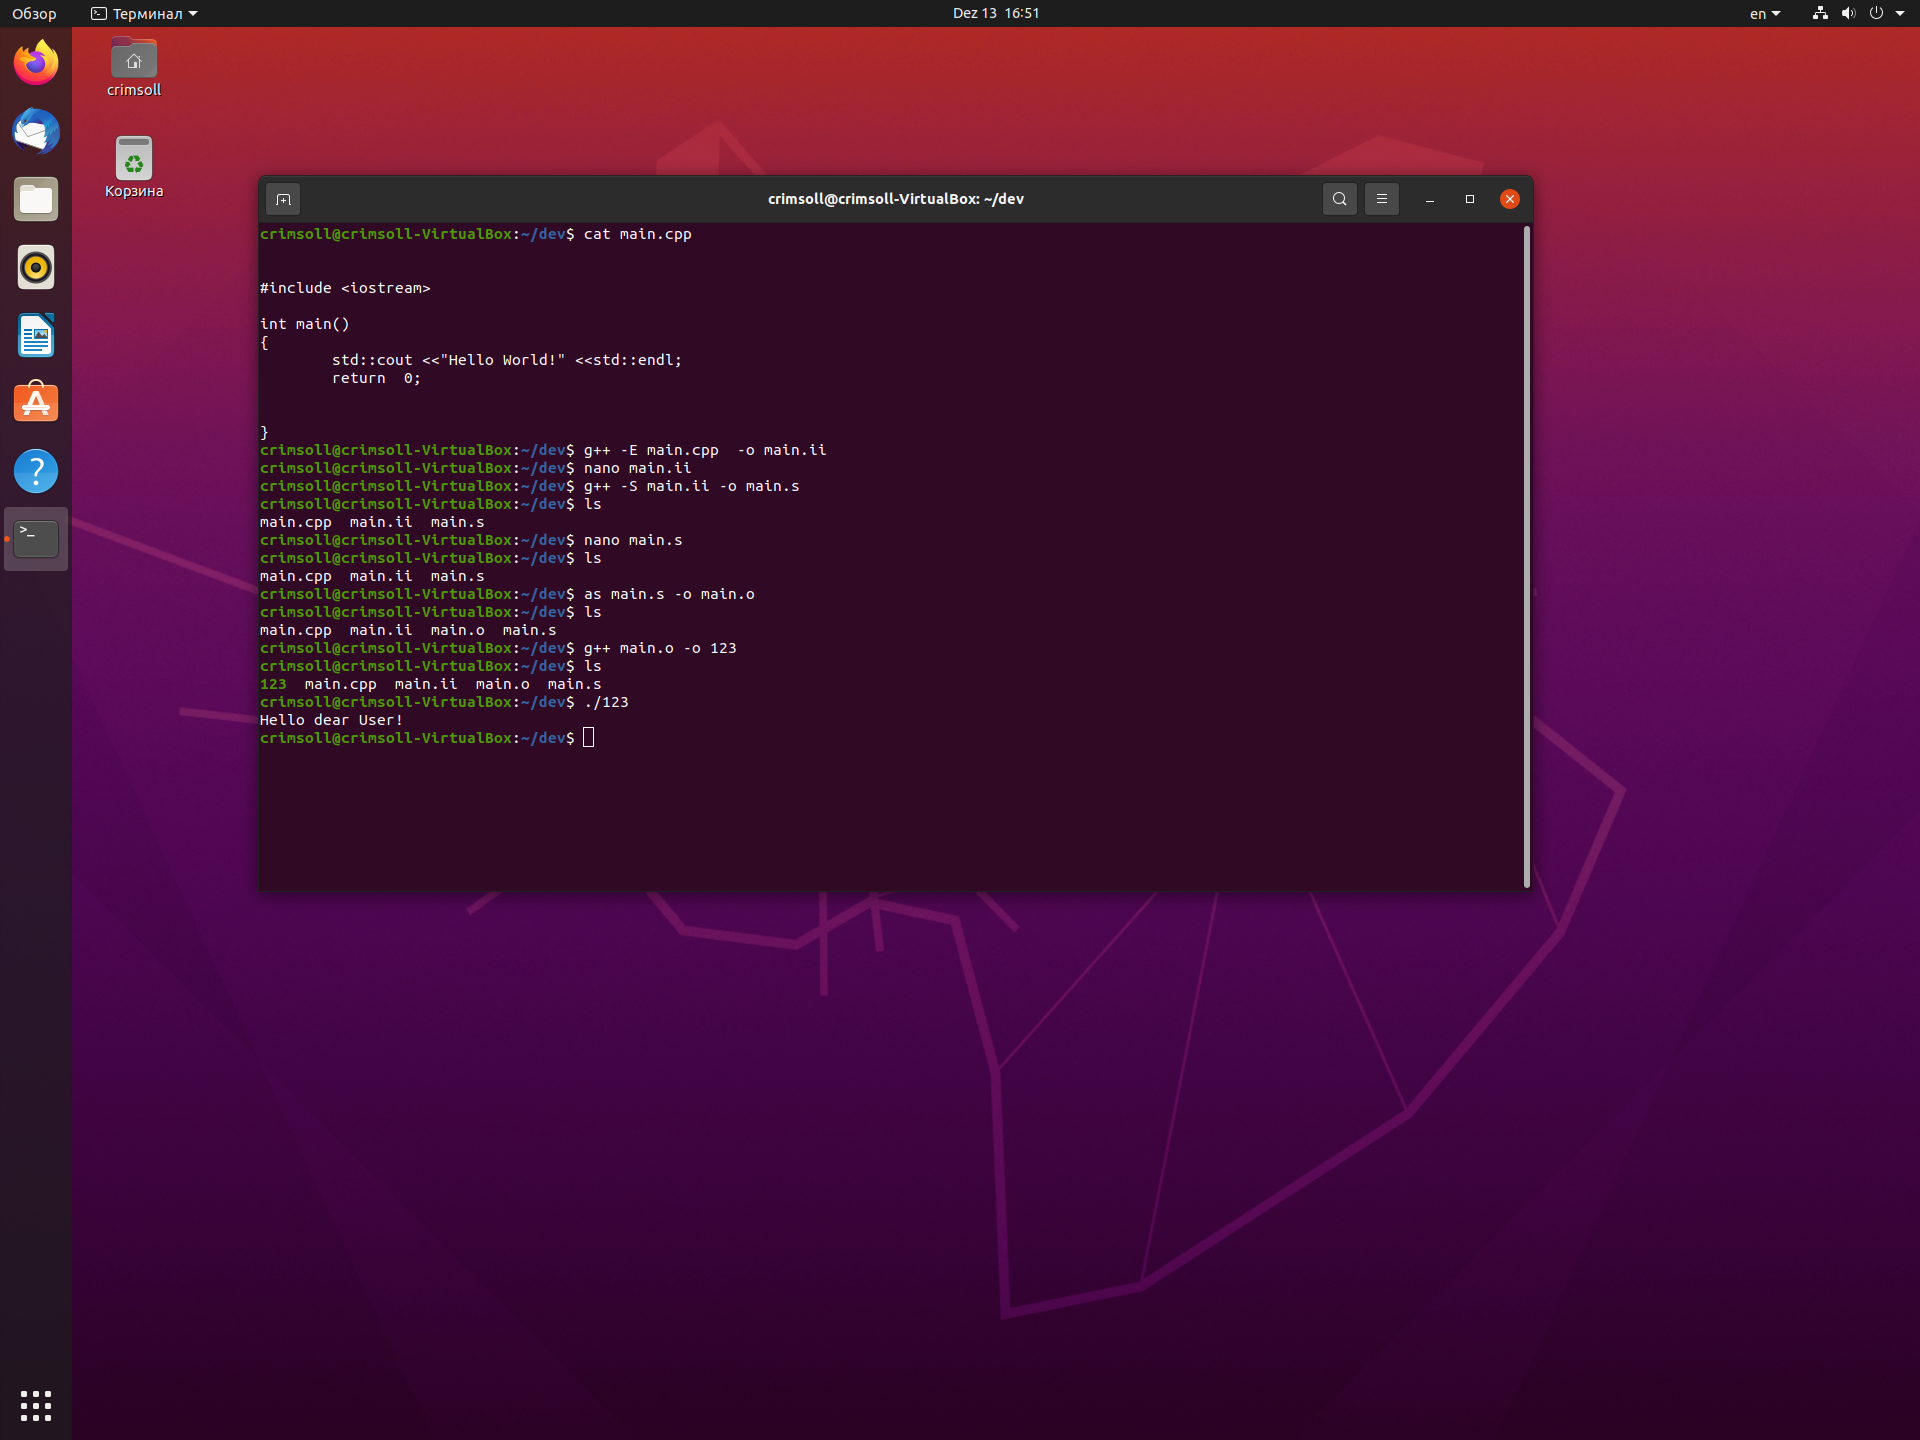 Обзор
Терминал
Dez 13 16:51
en
crimsoll
Корзина
crimsoll@crimsoll-VirtualBox: ~/dev
crimsoll@crimsoll-VirtualBox:~/dev$ cat main.cpp
#include <iostream>
int main()
{
std::cout <<"Hello World!" <<std::endl;
return  0;
}
crimsoll@crimsoll-VirtualBox:~/dev$ g++ -E main.cpp  -o main.ii
crimsoll@crimsoll-VirtualBox:~/dev$ nano main.ii
crimsoll@crimsoll-VirtualBox:~/dev$ g++ -S main.ii -o main.s
crimsoll@crimsoll-VirtualBox:~/dev$ ls
main.cpp  main.ii  main.s
crimsoll@crimsoll-VirtualBox:~/dev$ nano main.s
crimsoll@crimsoll-VirtualBox:~/dev$ ls
main.cpp  main.ii  main.s
crimsoll@crimsoll-VirtualBox:~/dev$ as main.s -o main.o
crimsoll@crimsoll-VirtualBox:~/dev$ ls
main.cpp  main.ii  main.o  main.s
crimsoll@crimsoll-VirtualBox:~/dev$ g++ main.o -o 123
crimsoll@crimsoll-VirtualBox:~/dev$ ls
123  main.cpp  main.ii  main.o  main.s
crimsoll@crimsoll-VirtualBox:~/dev$ ./123
Hello dear User!
crimsoll@crimsoll-VirtualBox:~/dev$